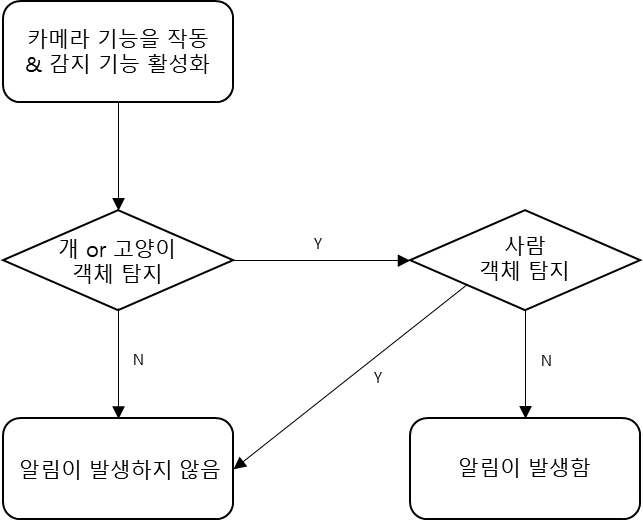 카메라 기능을 작동
& 감지 기능 활성화
개 or 고양이
객체 탐지
Y
사람
객체 탐지
N
Y
N
알림이 발생하지 않음
알림이 발생함